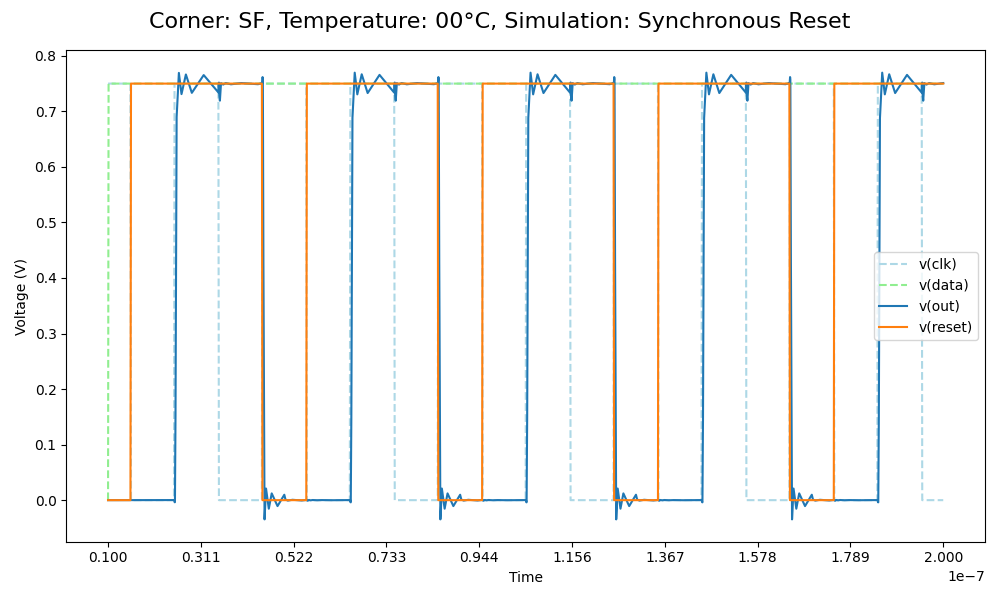 Corner: SF, Temperature: 00°C, Simulation: Synchronous Reset
0.8
0.7
0.6
0.5
0.4
0.3
0.2
0.1
0.0
Voltage (V)
v(clk)
v(data)
v(out)
v(reset)
0.100 0.311 0.522 0.733 0.944 1.156 1.367 1.578 1.789 2.000
Time
1e−7